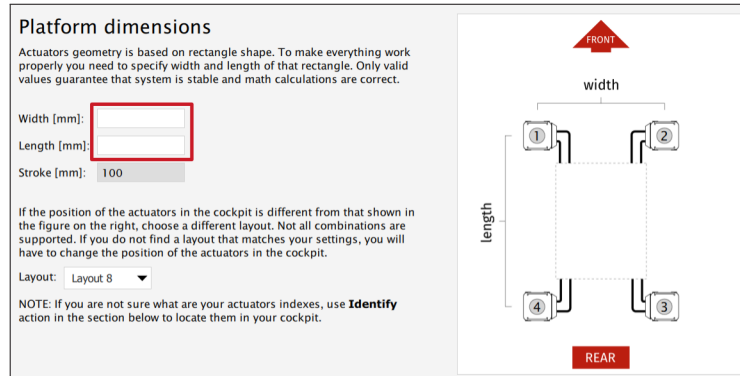 Platform dimensions
Actuators geometry is based on rectangle shape. To make everything work
properly you need to specify width and length of that rectangle. Only valid
values guarantee that system is stable and math calculations are correct.
Width [mm]:
Length [mm]:
Stroke [mm]: 100
If the position of the actuators in the cockpit is different from that shown in
the figure on the right, choose a different layout. Not all combinations are
supported. If you do not find a layout that matches your settings, you will
have to change the position of the actuators in the cockpit.
Layout: Layout 8
NOTE: If you are not sure what are your actuators indexes, use Identify
action in the section below to locate them in your cockpit.
FRONT
width
1 2
length
4 3
REAR